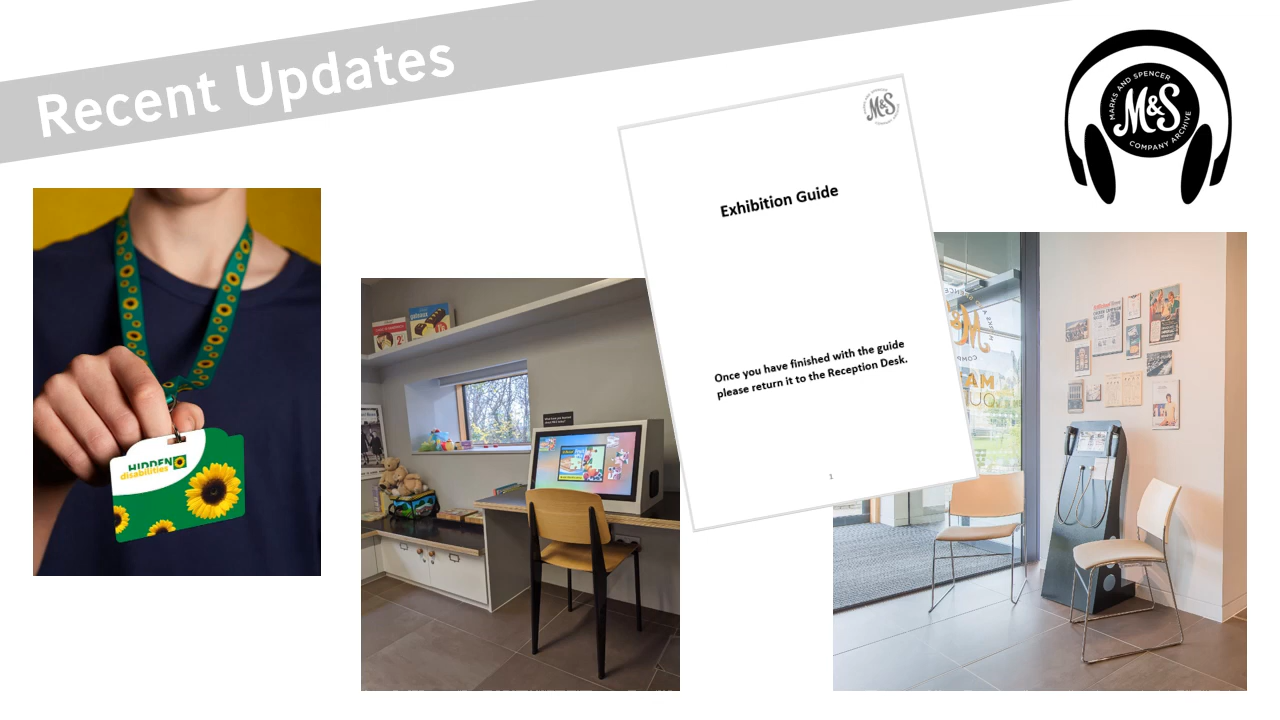 Recent Updates
MARKS AND SPENCER
M&S
COMPANY ARCHIVE
M&S
Exhibition Guide
Once you have finished with the guide
please return it to the Reception Desk.
1
HIDDEN
disabilities